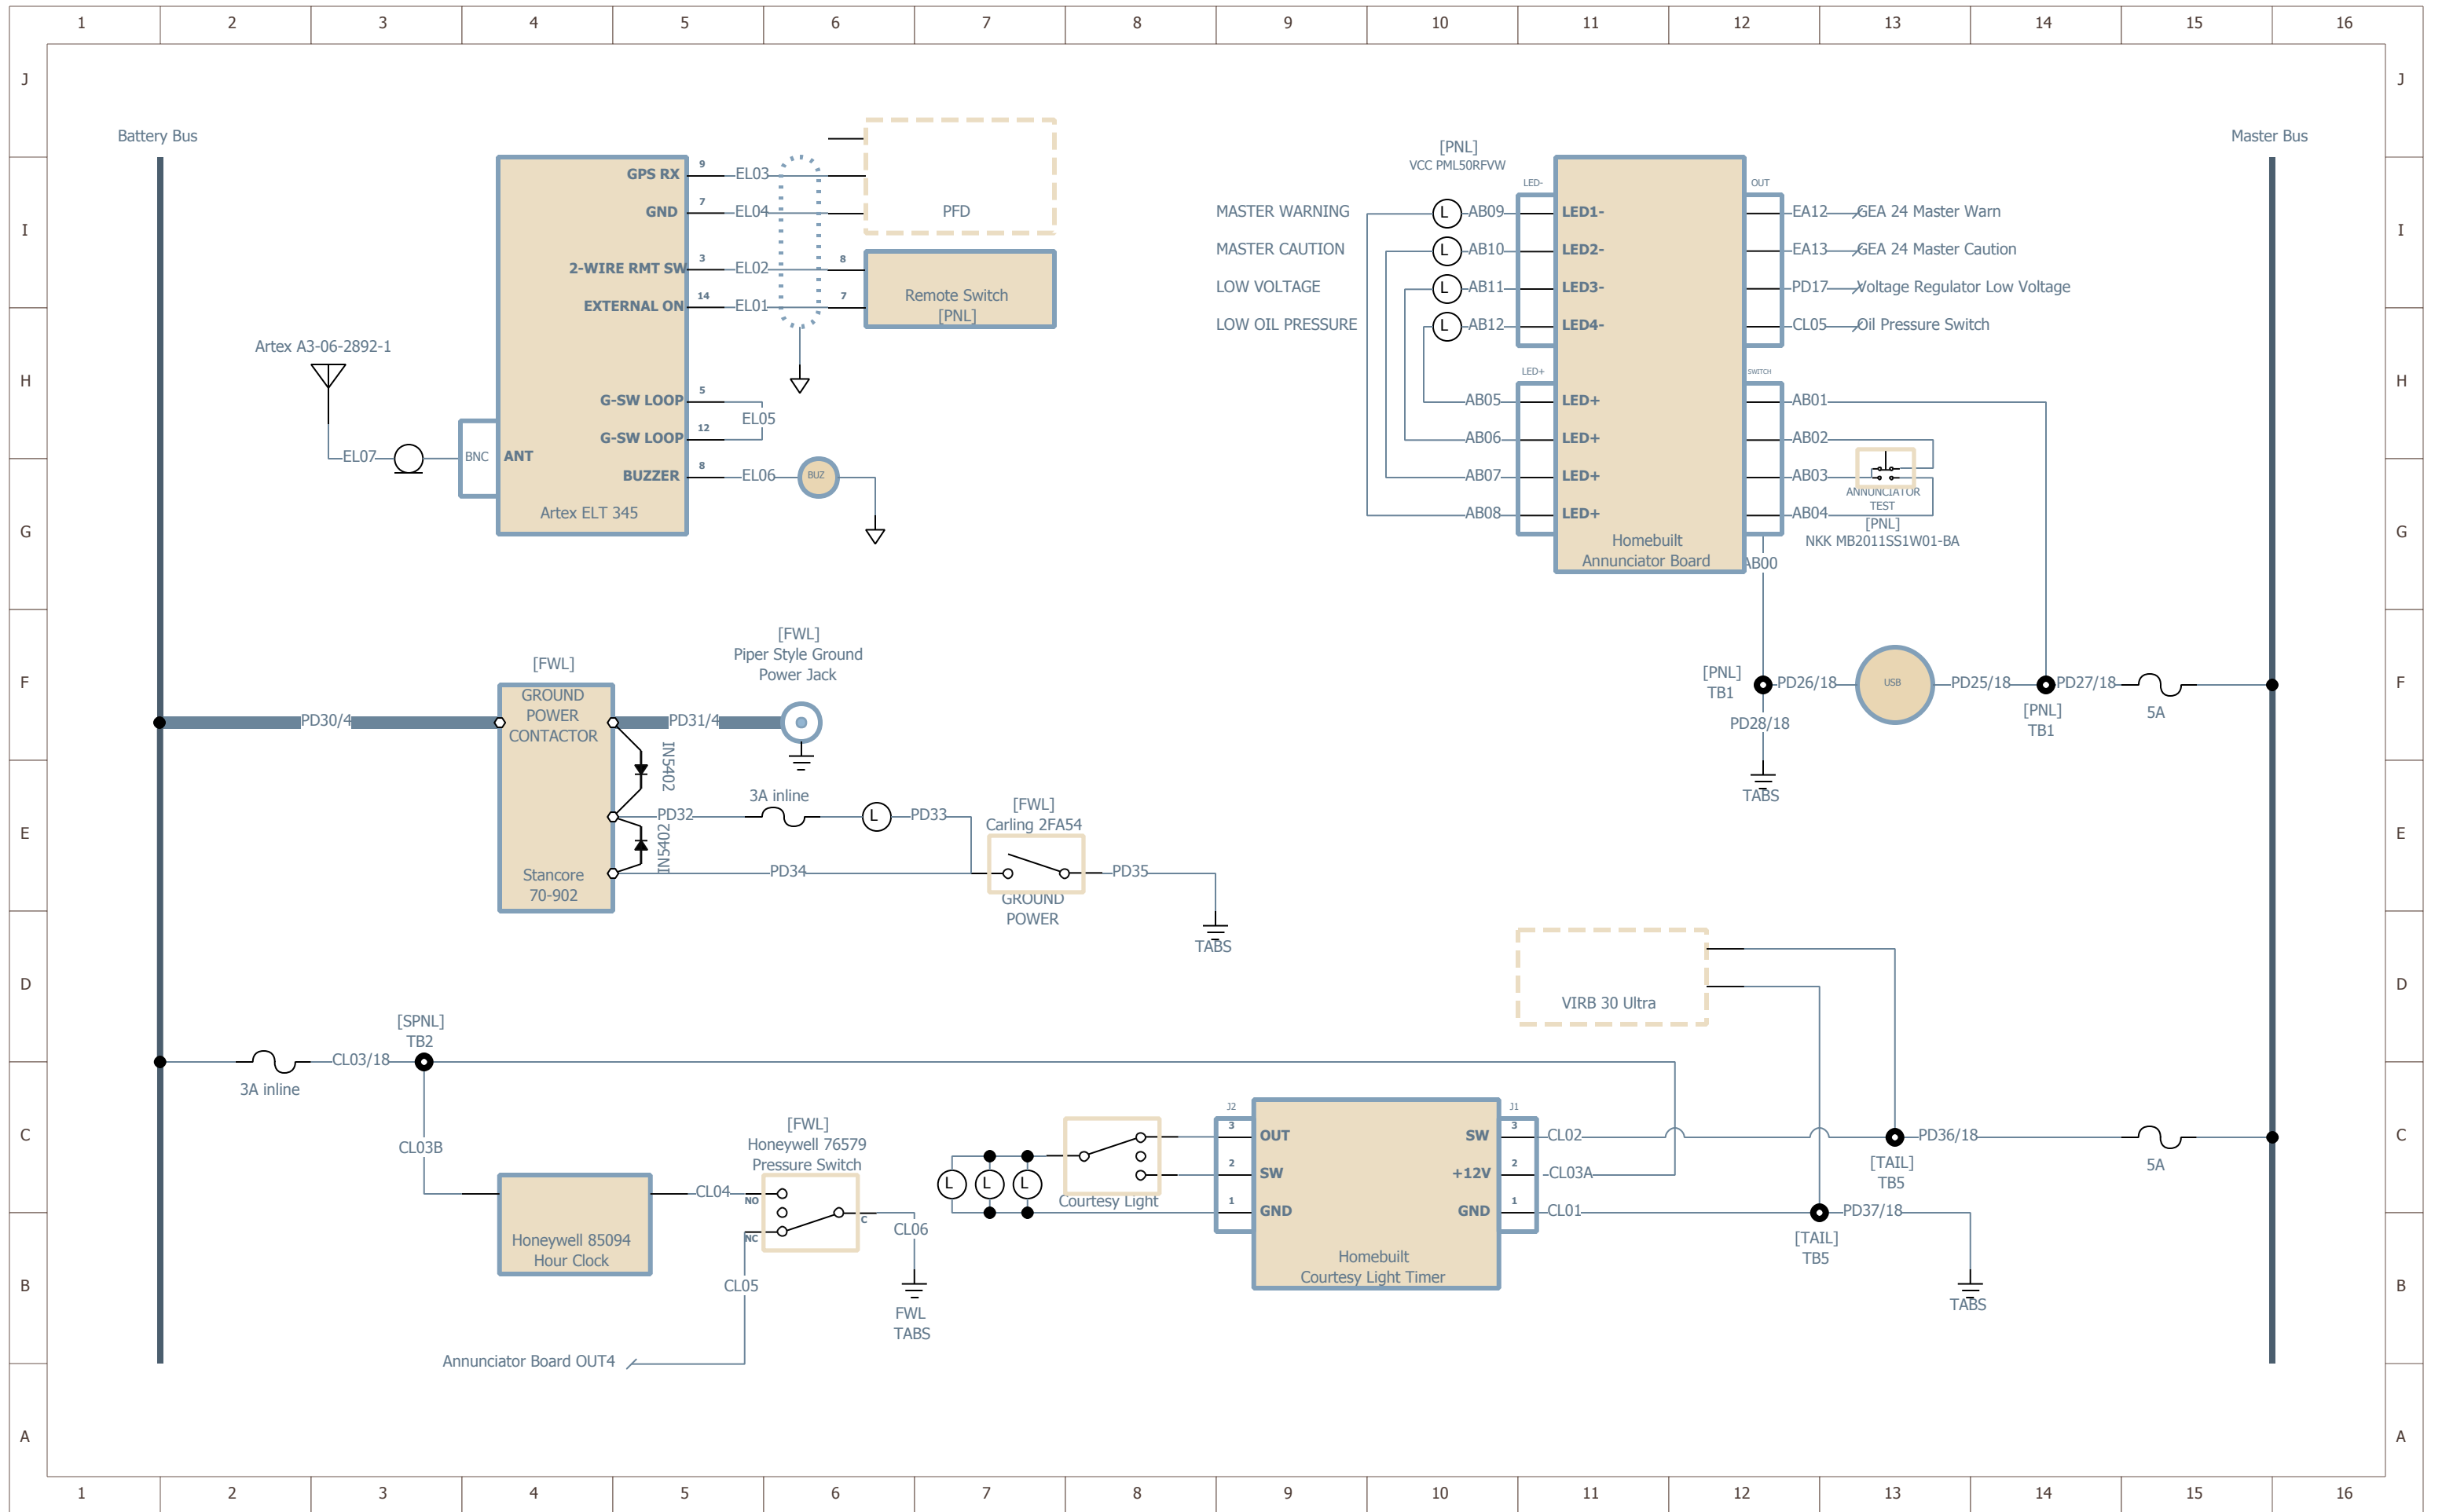 1 2 3 4 5 6 7 8 9 10 11 12 13 14 15 16
J J
Battery Bus
Master Bus
I I
9
GPS RX
EL03
7
GND
EL04
PFD
3
2-WIRE RMT SW
EL02
8
14
EXTERNAL ON
EL01
7
Remote Switch
[PNL]
[PNL]
VCC PML50RFVW
LED-
OUT
MASTER WARNING
L
AB09
LED1-
EA12
GEA 24 Master Warn
MASTER CAUTION
L
AB10
LED2-
EA13
GEA 24 Master Caution
LOW VOLTAGE
L
AB11
LED3-
PD17
Voltage Regulator Low Voltage
LOW OIL PRESSURE
L
AB12
LED4-
CL05
Oil Pressure Switch
H H
Artex A3-06-2892-1
5
G-SW LOOP
EL05
12
G-SW LOOP
EL07
BNC
ANT
8
BUZZER
EL06
BUZ
Artex ELT 345
LED+
SWITCH
AB05
LED+
AB01
AB06
LED+
AB02
AB07
LED+
AB03
AB08
LED+
AB04
ANNUNCIATOR
TEST
[PNL]
NKK MB2011SS1W01-BA
Homebuilt
Annunciator Board
AB00
G G
F F
[FWL]
GROUND
POWER
CONTACTOR
[FWL]
Piper Style Ground
Power Jack
PD30/4
PD31/4
IN5402
[PNL]
TB1
PD26/18
USB
PD25/18
PD27/18
[PNL]
TB1
5A
PD28/18
TABS
E E
PD32
3A inline
L
PD33
[FWL]
Carling 2FA54
IN5402
PD34
PD35
GROUND
POWER
Stancore
70-902
TABS
D D
VIRB 30 Ultra
[SPNL]
TB2
CL03/18
3A inline
C C
CL03B
[FWL]
Honeywell 76579
Pressure Switch
CL04
NO
NC
C
CL06
Honeywell 85094
Hour Clock
CL05
FWL
TABS
Annunciator Board OUT4
L
L
L
Courtesy Light
J2
J1
3
OUT
SW
3
CL02
2
SW
+12V
2
CL03A
1
GND
GND
1
CL01
Homebuilt
Courtesy Light Timer
PD36/18
[TAIL]
TB5
5A
PD37/18
[TAIL]
TB5
TABS
B B
A A
1 2 3 4 5 6 7 8 9 10 11 12 13 14 15 16